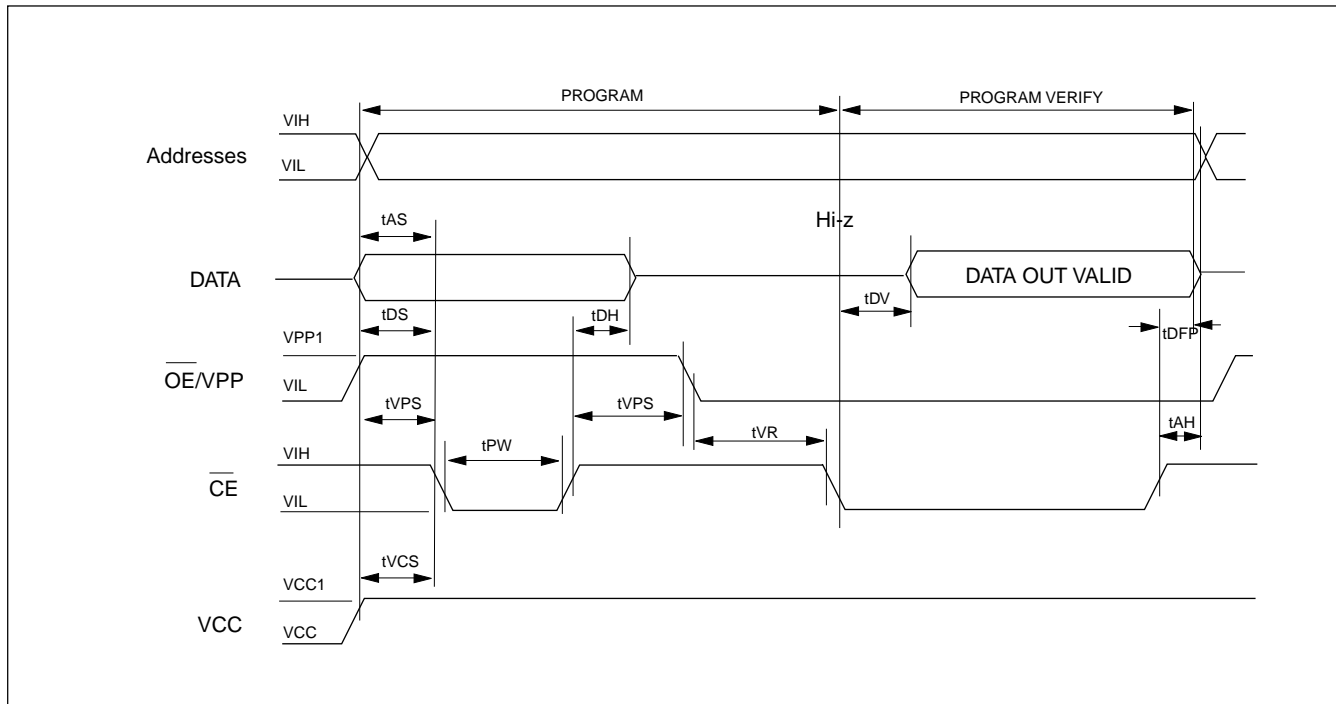 PROGRAM
PROGRAM VERIFY
VIH
Addresses
VIL
tAS
Hi-z
DATA
DATA OUT VALID
tDS
tDH
tDV
tDFP
VPP1
OE/VPP
VIL
tVPS
tVPS
tVR
tAH
VIH
tPW
CE
VIL
tVCS
VCC1
VCC
VCC